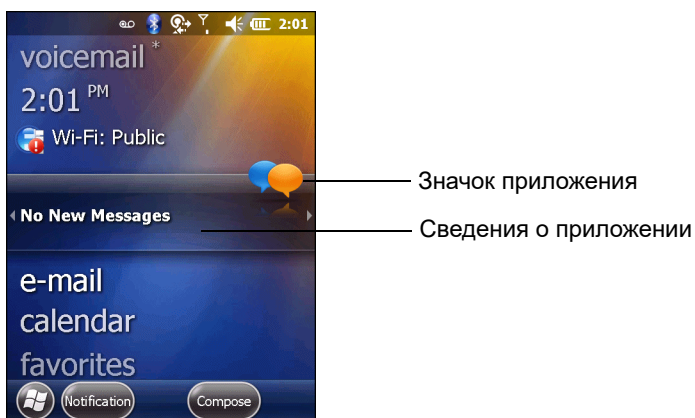 2:01
voicemail *
2:01 PM
Wi-Fi: Public
Значок приложения
No New Messages
Сведения о приложении
e-mail
calendar
favorites
Notification
Compose